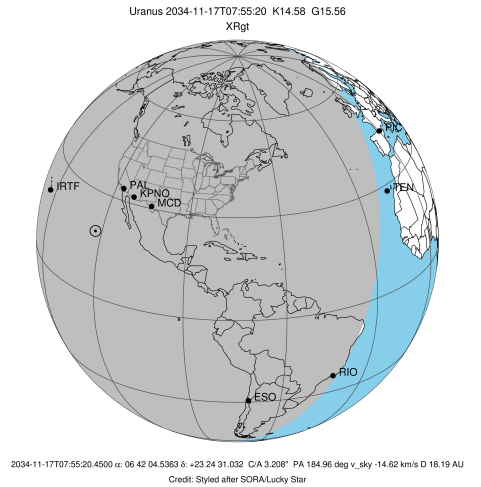 Uranus 2034-11-17T07:55:20 K14.58 G15.56
XRgt
PIC
IRTF
PAL
KPNO
MCD
TEN
RIO
ESO
2034-11-17T07:55:20.4500 α: 06 42 04.5363 δ: +23 24 31.032 C/A 3.208" PA 184.96 deg v_sky -14.62 km/s D 18.19 AU
Credit: Styled after SORA/Lucky Star